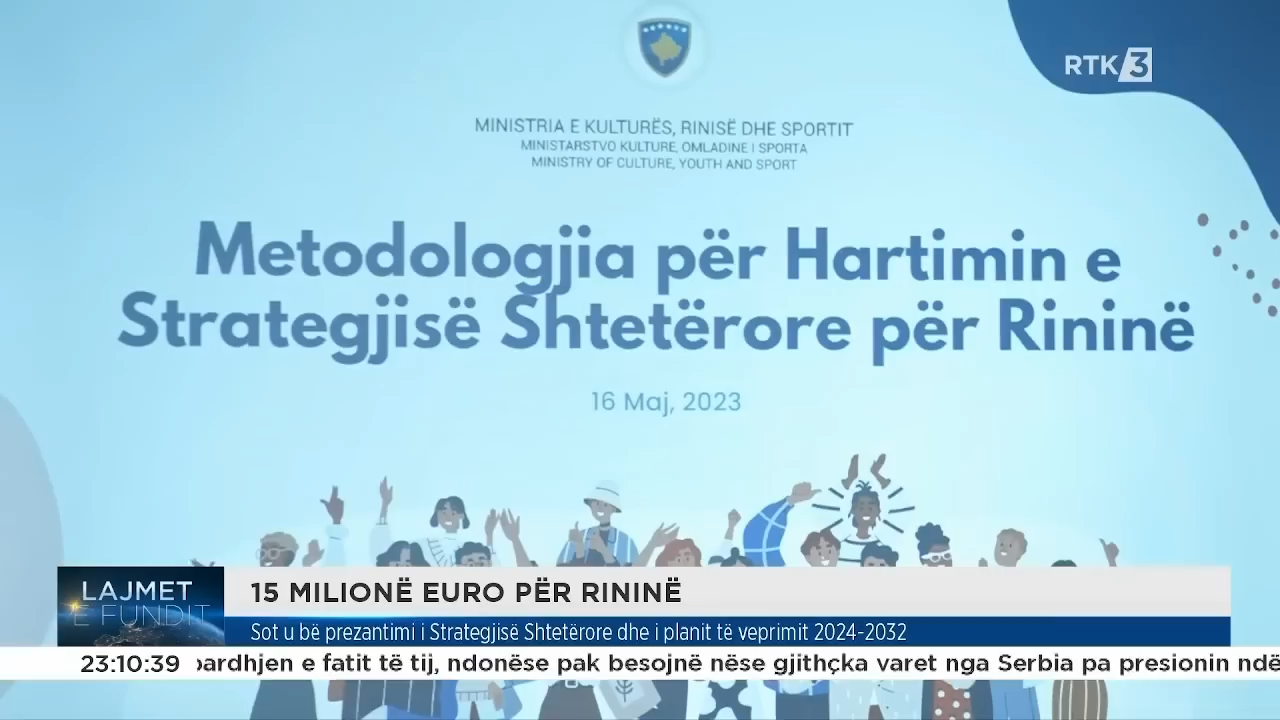 RTK 3
MINISTRIA E KULTURËS, RINISË DHE SPORTIT
MINISTARSTVO KULTURE, OMLADINE I SPORTA
MINISTRY OF CULTURE, YOUTH AND SPORT
Metodologjia për Hartimin e
Strategjisë Shtetërore për Rininë
16 Maj, 2023
LAJMET
E FUNDIT
15 MILIONË EURO PËR RININË
Sot u bë prezantimi i Strategjisë Shtetërore dhe i planit të veprimit 2024-2032
23:10:39 e fatit të tij, ndonëse pak besojnë nëse gjithçka varet nga Serbia pa presionin